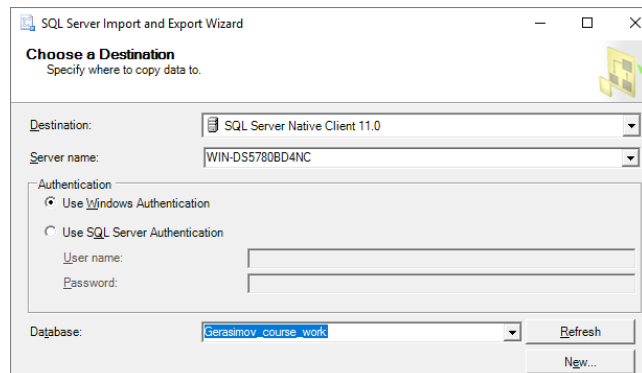 SQL Server Import and Export Wizard
Choose a Destination
Specify where to copy data to.
Destination:
SQL Server Native Client 11.0
Server name:
WIN-DS5780BD4NC
Authentication
Use Windows Authentication
Use SQL Server Authentication
User name:
Password:
Database:
Gerasimov_course_work
Refresh
New...